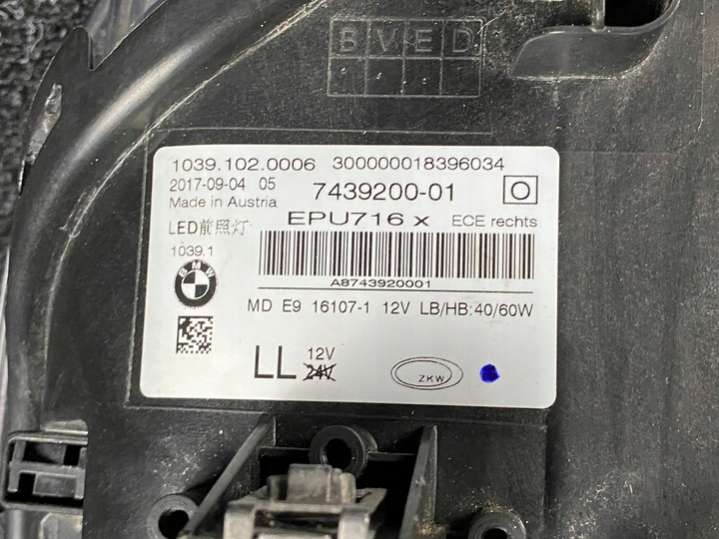 BVED
1039.102.0006 300000018396034
2017-09-04 05 7439200-01
Made in Austria
EPU716 x ECE rechts
LED前照灯
1039.1
BMW
A8743920001
MD E9 16107-1 12V LB/HB:40/60W
LL 12V
24V
ZKW